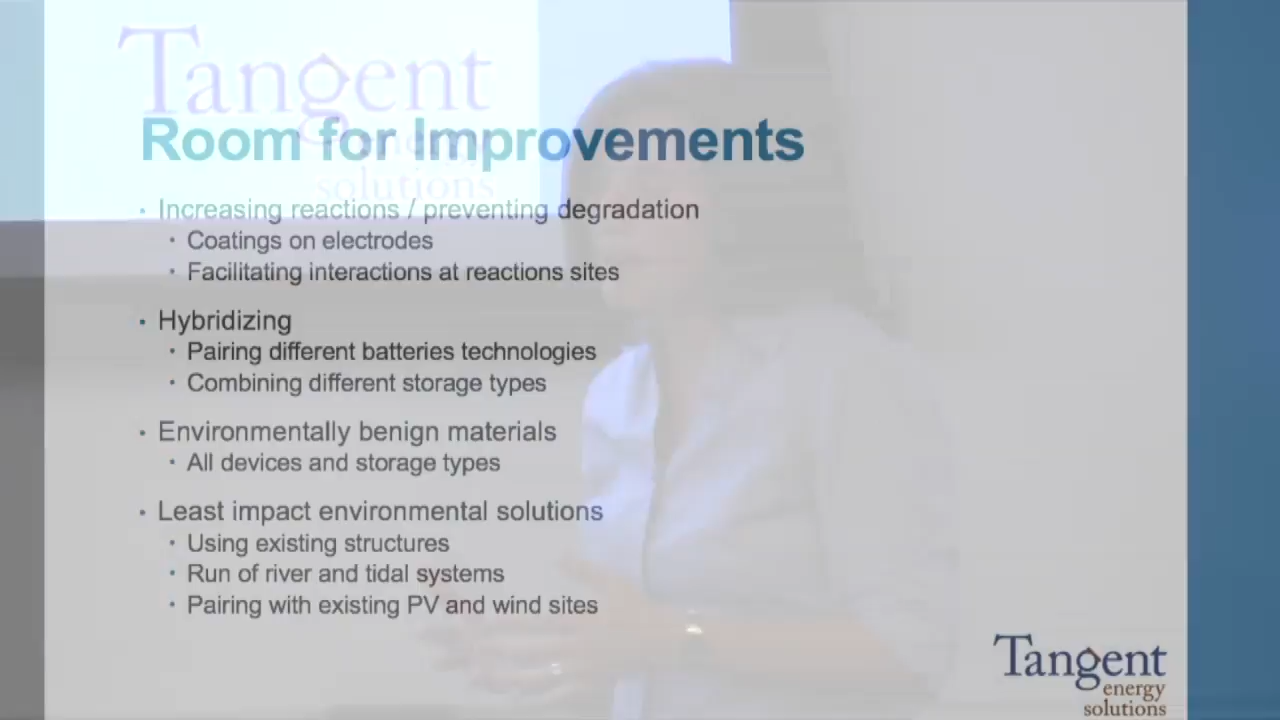 Tangent
energy
solutions
Room for Improvements
• Increasing reactions / preventing degradation
• Coatings on electrodes
• Facilitating interactions at reactions sites
• Hybridizing
• Pairing different batteries technologies
• Combining different storage types
• Environmentally benign materials
• All devices and storage types
• Least impact environmental solutions
• Using existing structures
• Run of river and tidal systems
• Pairing with existing PV and wind sites
Tangent
energy
solutions